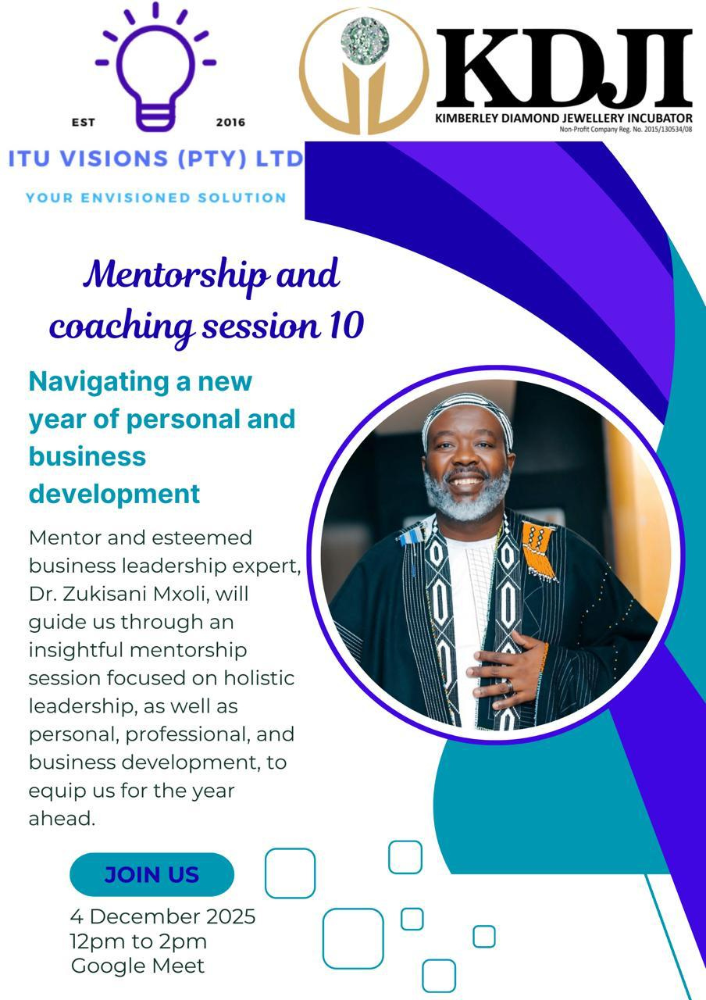 EST 2016
ITU VISIONS (PTY) LTD
YOUR ENVISIONED SOLUTION
KDJI
KIMBERLEY DIAMOND JEWELLERY INCUBATOR
Non-Profit Company Reg. No. 2015/130534/08
Mentorship and
coaching session 10
Navigating a new
year of personal and
business
development
Mentor and esteemed
business leadership expert,
Dr. Zukisani Mxoli, will
guide us through an
insightful mentorship
session focused on holistic
leadership, as well as
personal, professional, and
business development, to
equip us for the year
ahead.
JOIN US
4 December 2025
12pm to 2pm
Google Meet